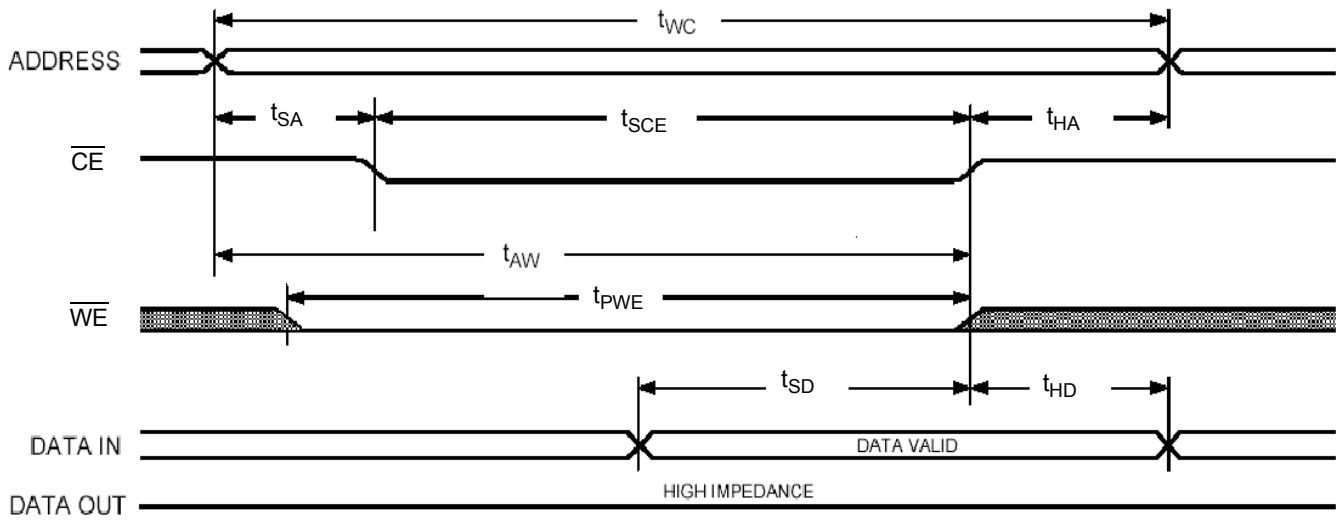 tWC
ADDRESS
tSA
tSCE
tHA
CE
tAW
tPWE
WE
tSD
tHD
DATA IN
DATA VALID
HIGH IMPEDANCE
DATA OUT